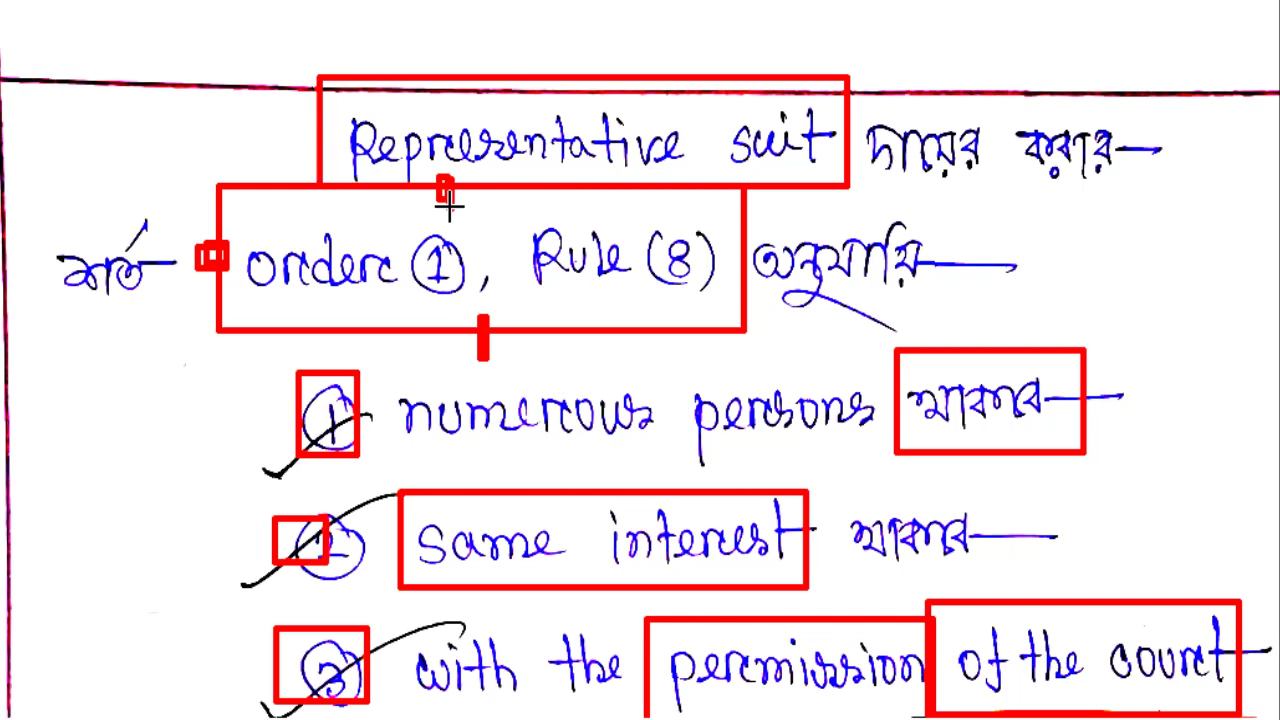 Representative suit দায়ের করার
শর্ত order ①, Rule (8) অনুযায়ি
① numerous persons থাকবে
② same interest থাকবে
③ with the permission of the court